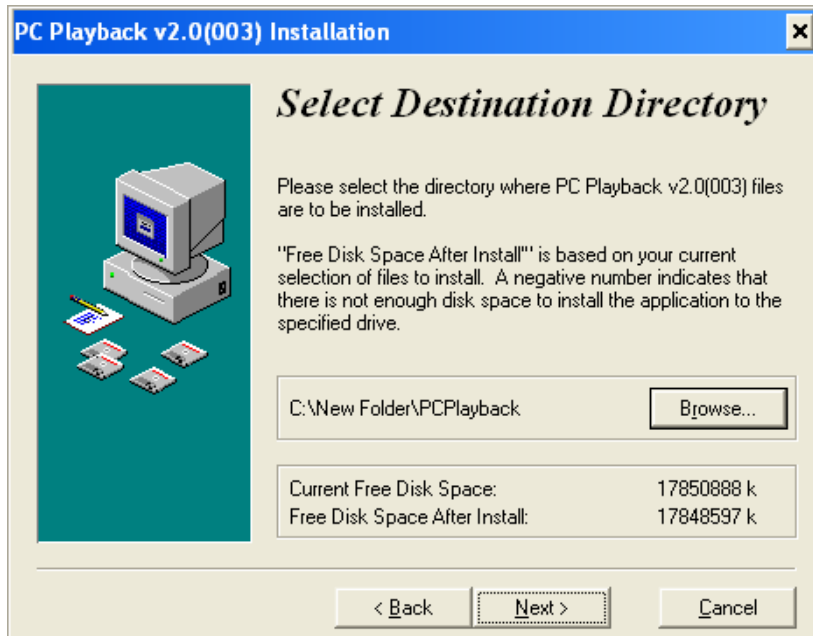 PC Playback v2.0(003) Installation
Select Destination Directory
Please select the directory where PC Playback v2.0(003) files
are to be installed.
"Free Disk Space After Install"' is based on your current
selection of files to install. A negative number indicates that
there is not enough disk space to install the application to the
specified drive.
C:\New Folder\PCPlayback
Browse...
Current Free Disk Space: 17850888 k
Free Disk Space After Install: 17848597 k
< Back Next > Cancel